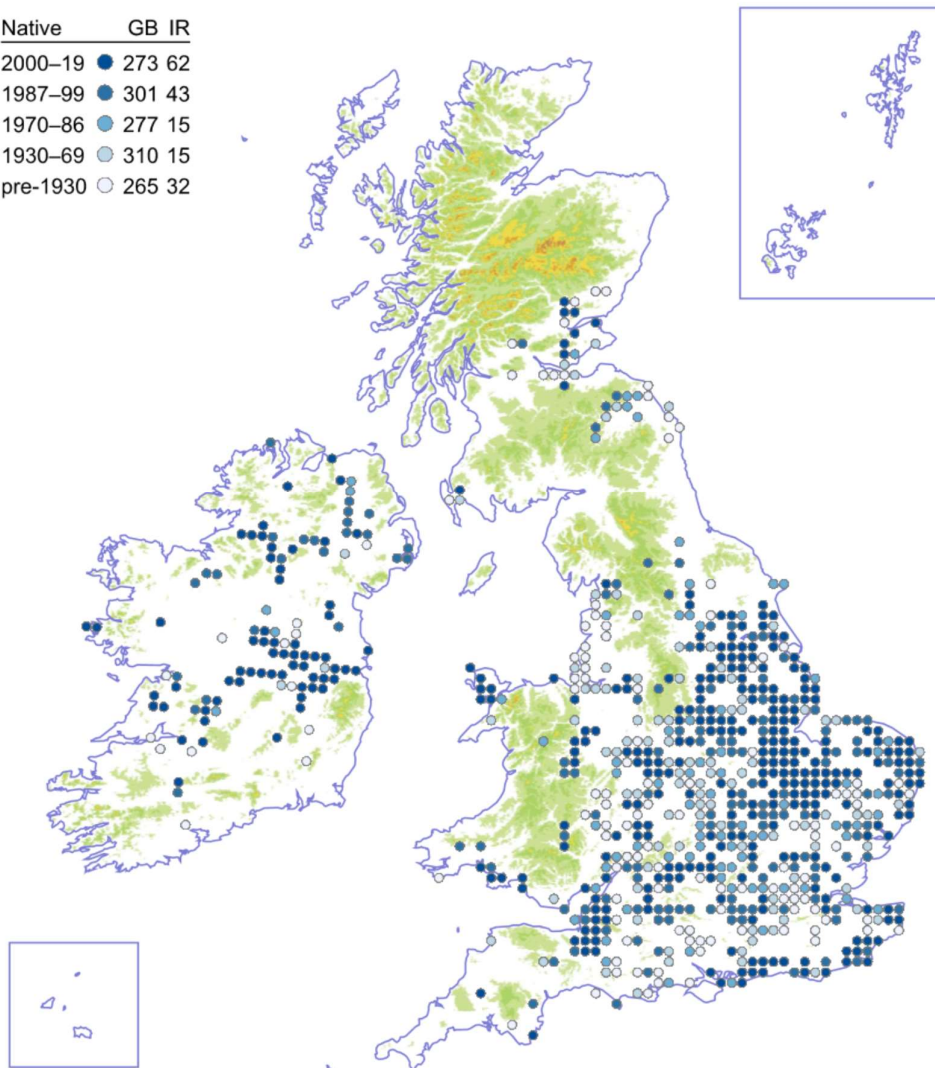 Native GB IR
2000–19 273 62
1987–99 301 43
1970–86 277 15
1930–69 310 15
pre-1930 265 32